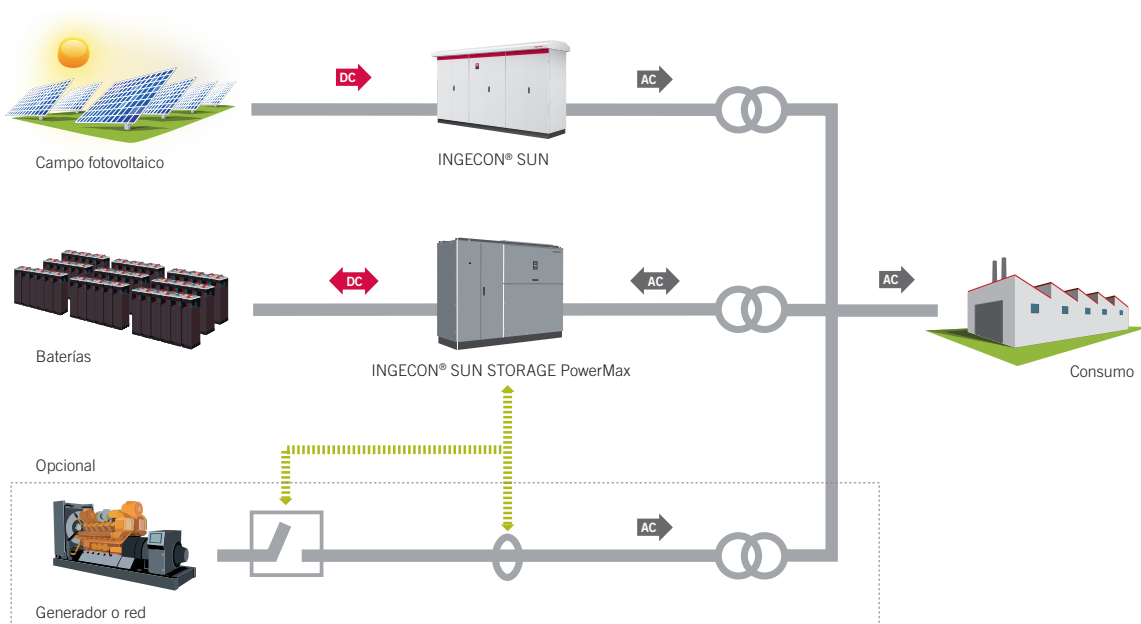 DC
AC
Campo fotovoltaico
INGECON® SUN
DC
AC
AC
Baterías
INGECON® SUN STORAGE PowerMax
Consumo
Opcional
AC
Generador o red